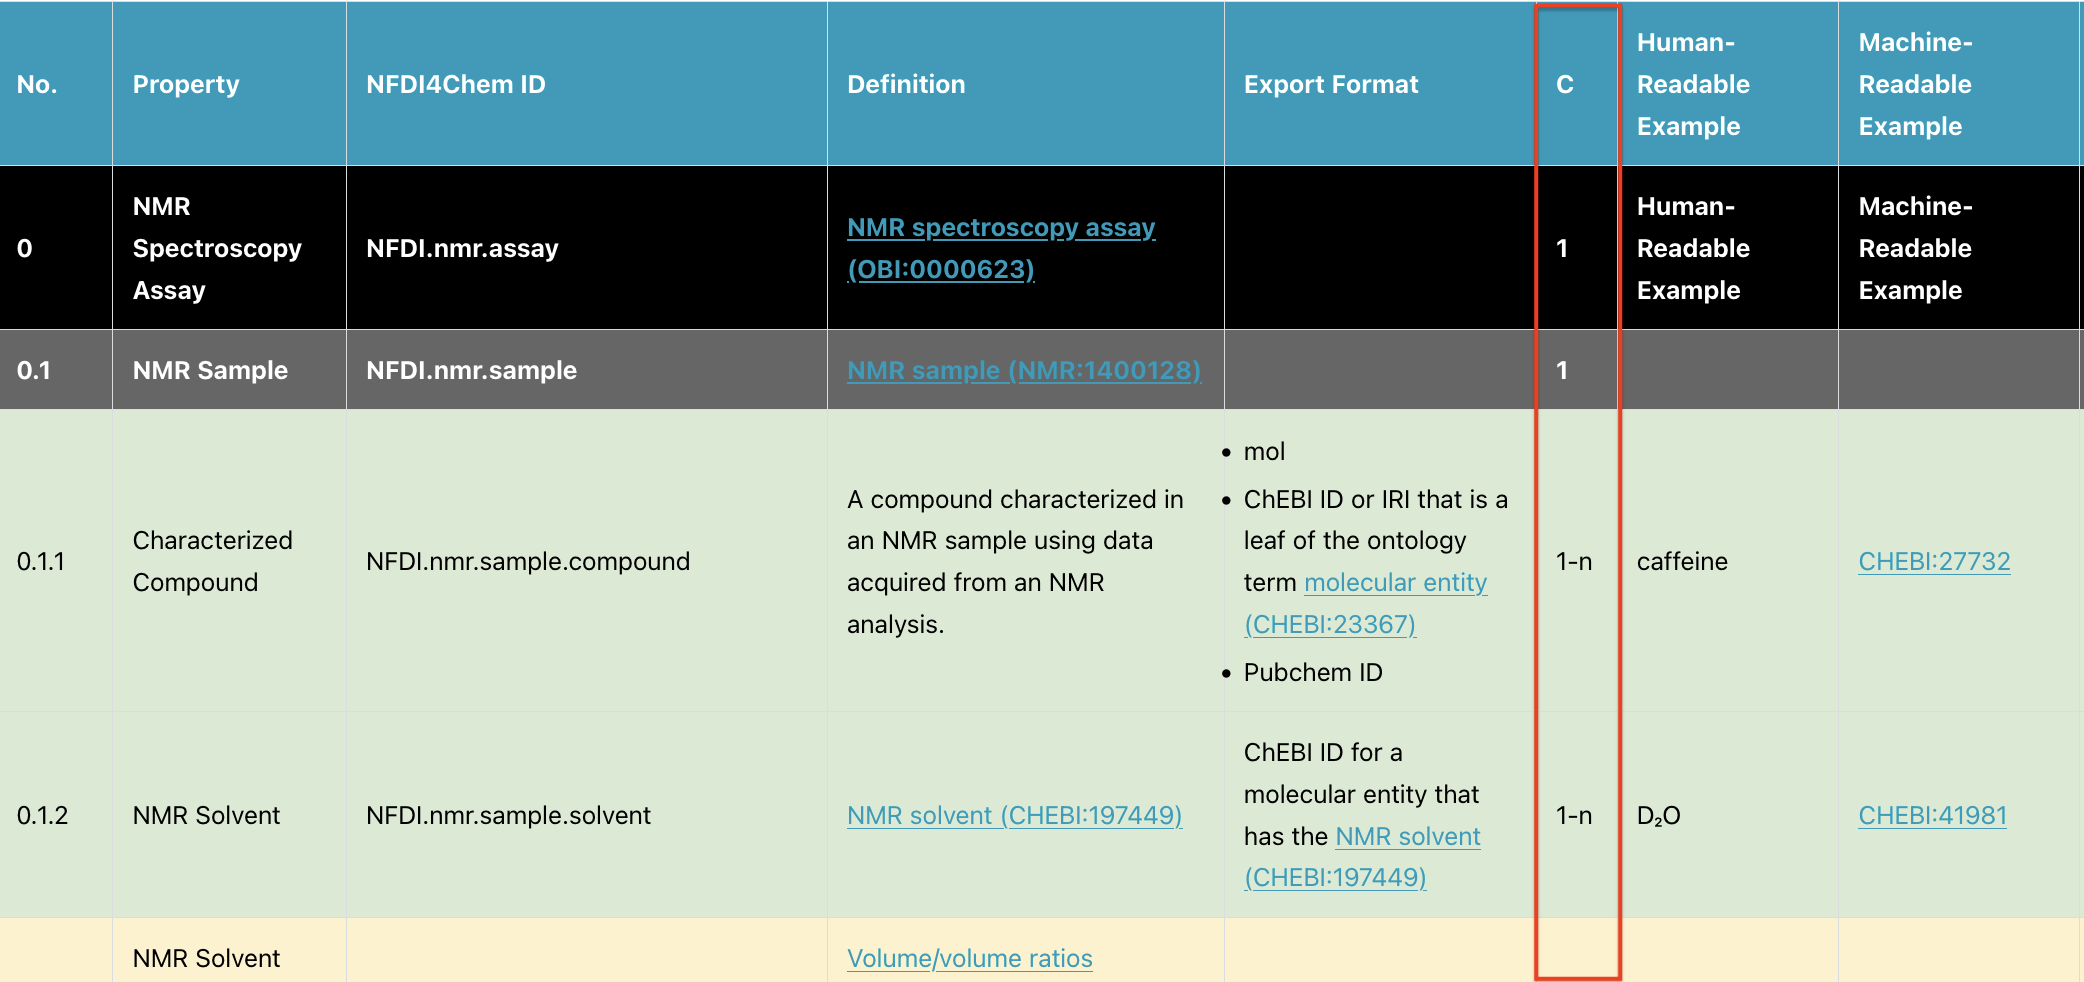 No.
Property
NFDI4Chem ID
Definition
Export Format
C
Human-
Readable
Example
Machine-
Readable
Example
0
NMR
Spectroscopy
Assay
NFDI.nmr.assay
NMR spectroscopy assay
(OBI:0000623)
1
Human-
Readable
Example
Machine-
Readable
Example
0.1
NMR Sample
NFDI.nmr.sample
NMR sample (NMR:1400128)
1
0.1.1
Characterized
Compound
NFDI.nmr.sample.compound
A compound characterized in
an NMR sample using data
acquired from an NMR
analysis.
• mol
• ChEBI ID or IRI that is a
leaf of the ontology
term molecular entity
(CHEBI:23367)
• Pubchem ID
1-n
caffeine
CHEBI:27732
0.1.2
NMR Solvent
NFDI.nmr.sample.solvent
NMR solvent (CHEBI:197449)
ChEBI ID for a
molecular entity that
has the NMR solvent
(CHEBI:197449)
1-n
D₂O
CHEBI:41981
NMR Solvent
Volume/volume ratios